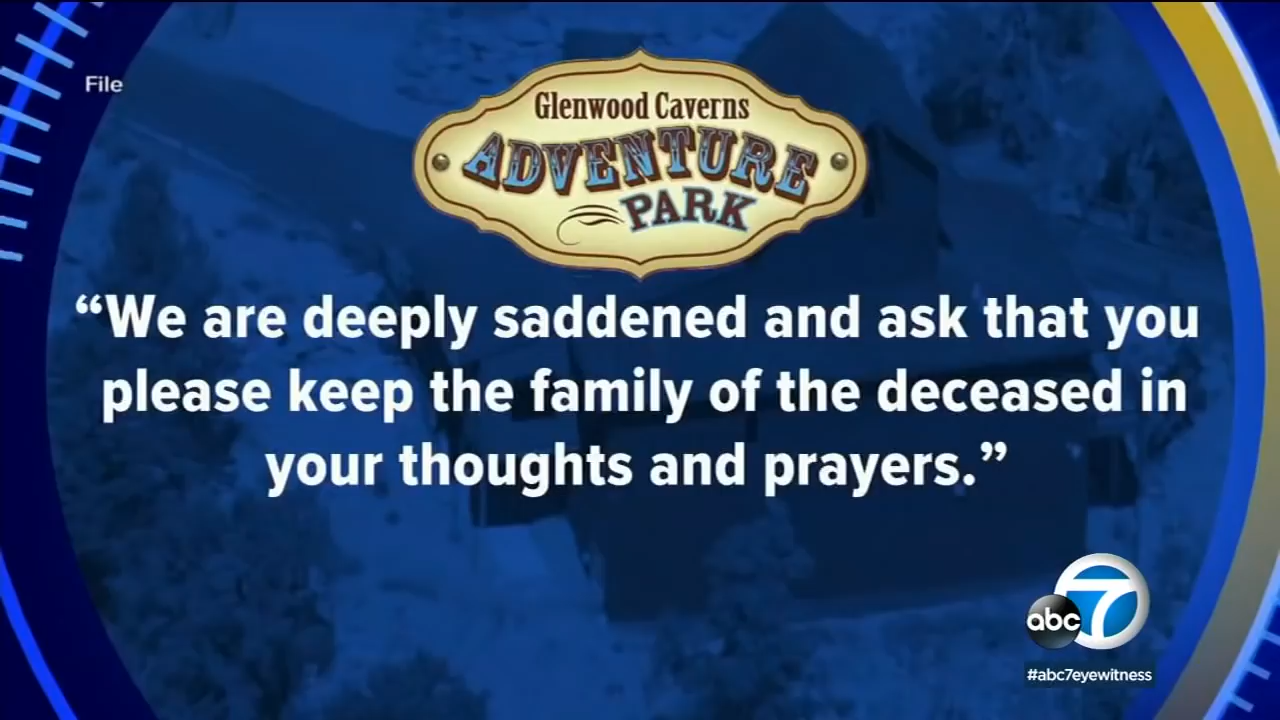 File
Glenwood Caverns
ADVENTURE
PARK
“We are deeply saddened and ask that you
please keep the family of the deceased in
your thoughts and prayers.”
abc 7
#abc7eyewitness